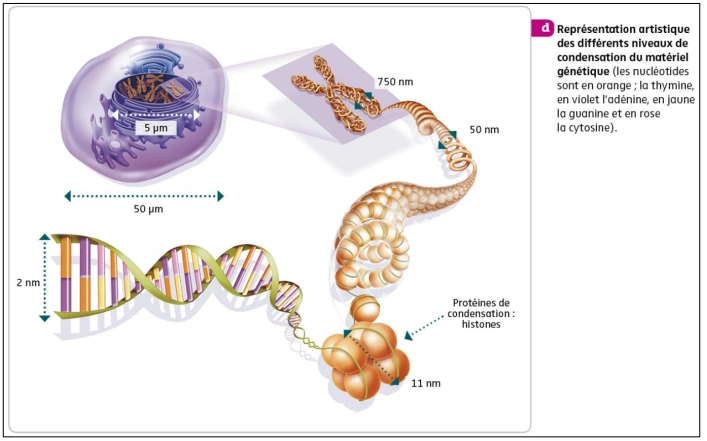 d Représentation artistique
des différents niveaux de
condensation du matériel
génétique (les nucléotides
sont en orange ; la thymine,
en violet l'adénine, en jaune
la guanine et en rose
la cytosine).
750 nm
50 nm
5 µm
50 µm
2 nm
Protéines de
condensation :
histones
11 nm